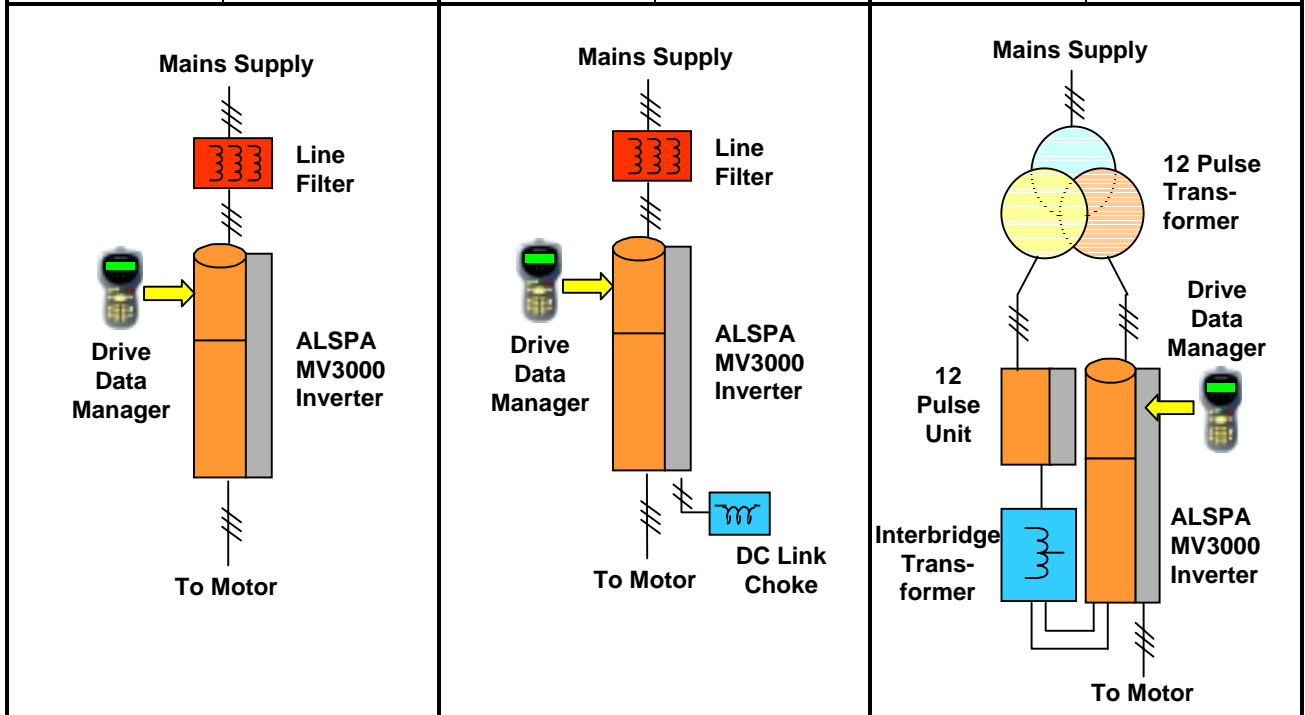 Mains Supply
Line
Filter
Drive
Data
Manager
ALSPA
MV3000
Inverter
To Motor
Mains Supply
Line
Filter
Drive
Data
Manager
ALSPA
MV3000
Inverter
DC Link
Choke
To Motor
Mains Supply
12 Pulse
Trans-
former
Drive
Data
Manager
12
Pulse
Unit
Interbridge
Trans-
former
ALSPA
MV3000
Inverter
To Motor